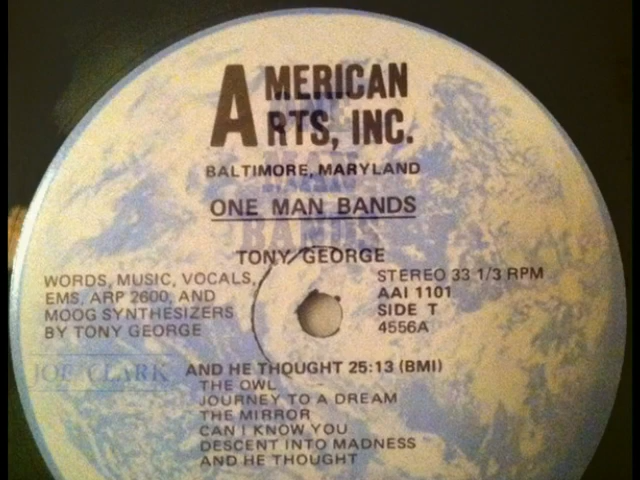 AMERICAN
ARTS, INC.
BALTIMORE, MARYLAND
ONE MAN BANDS
TONY GEORGE
WORDS, MUSIC, VOCALS,
EMS, ARP 2600, AND
MOOG SYNTHESIZERS
BY TONY GEORGE
STEREO 33 1/3 RPM
AAI 1101
SIDE T
4556A
JOE CLARK
AND HE THOUGHT 25:13 (BMI)
THE OWL
JOURNEY TO A DREAM
THE MIRROR
CAN I KNOW YOU
DESCENT INTO MADNESS
AND HE THOUGHT